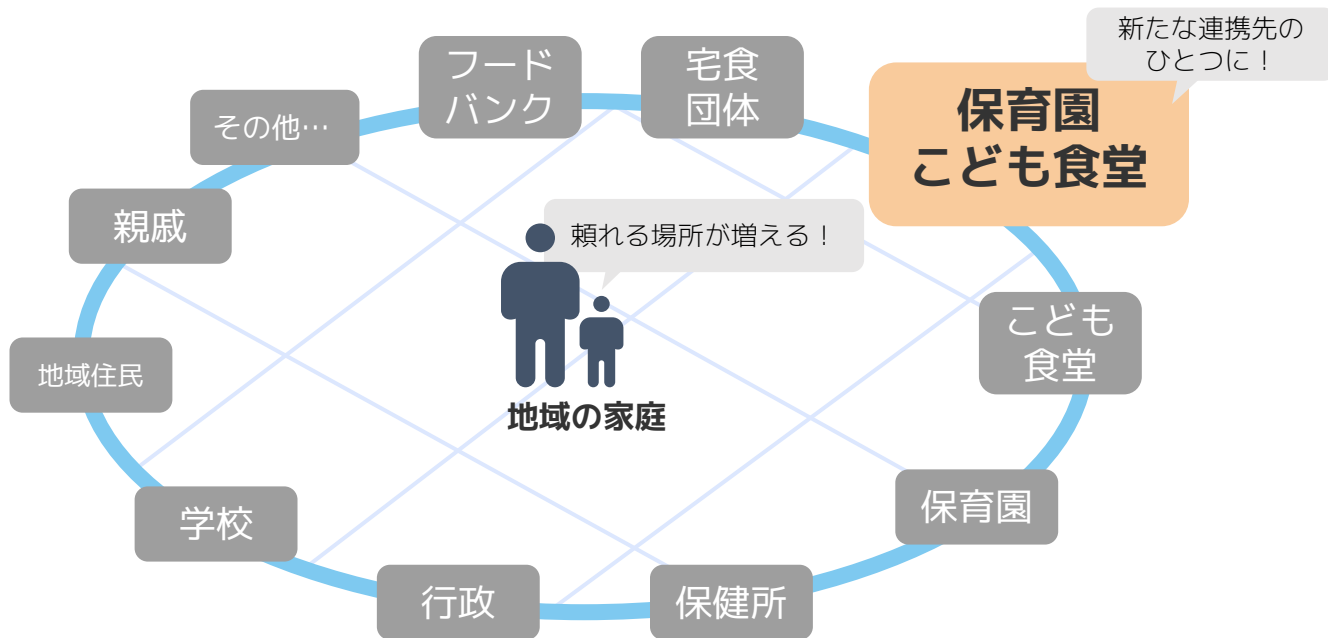 新たな連携先の
ひとつに！
フード
バンク
宅食
団体
保育園
こども食堂
その他…
親戚
頼れる場所が増える！
こども
食堂
地域住民
地域の家庭
保育園
学校
行政
保健所